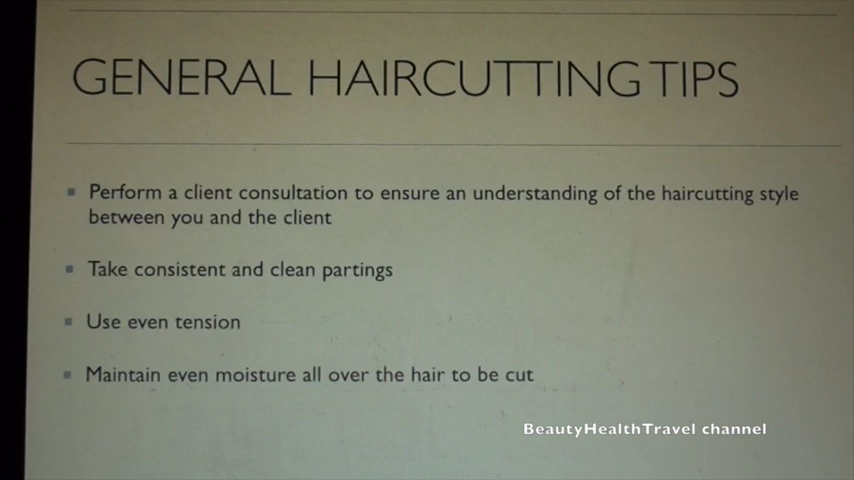 GENERAL HAIRCUTTING TIPS
Perform a client consultation to ensure an understanding of the haircutting style
between you and the client
Take consistent and clean partings
Use even tension
Maintain even moisture all over the hair to be cut
BeautyHealthTravel channel